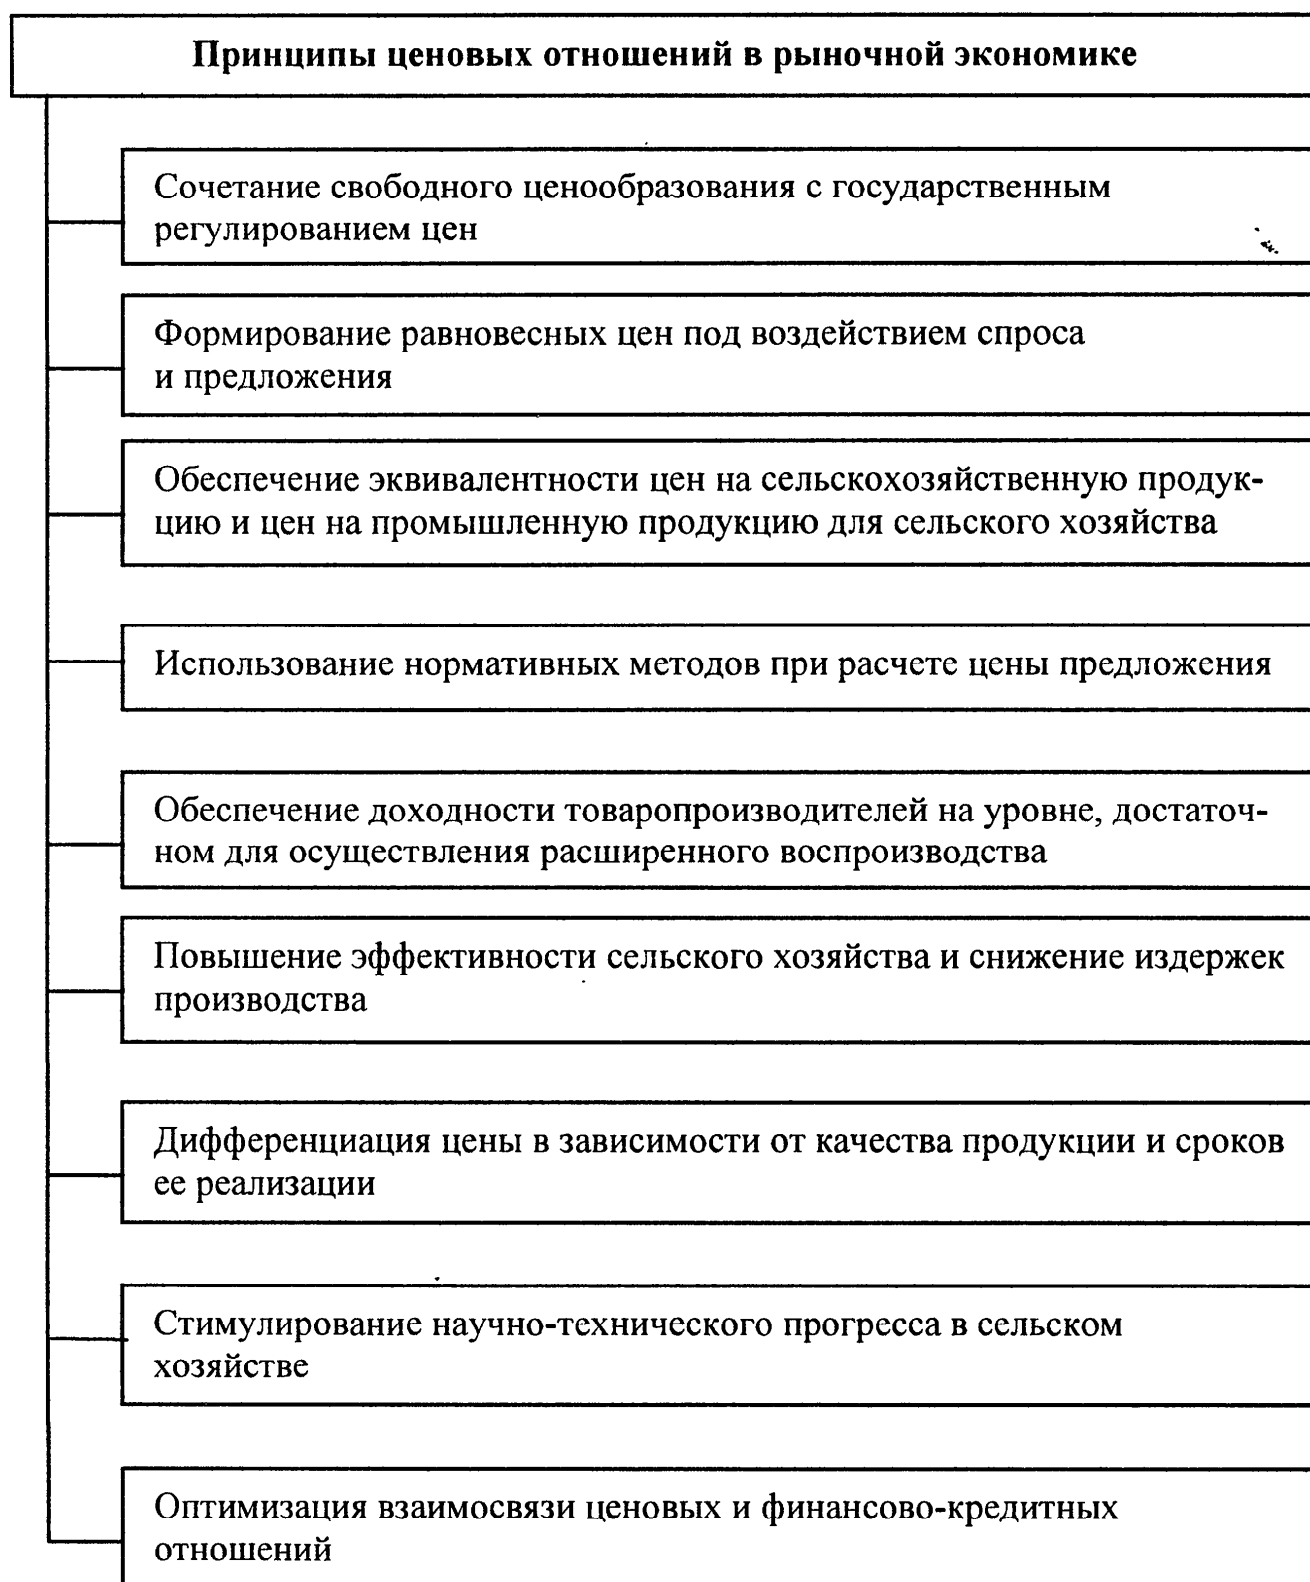 Принципы ценовых отношений в рыночной экономике
Сочетание свободного ценообразования с государственным
регулированием цен
Формирование равновесных цен под воздействием спроса
и предложения
Обеспечение эквивалентности цен на сельскохозяйственную продук-
цию и цен на промышленную продукцию для сельского хозяйства
Использование нормативных методов при расчете цены предложения
Обеспечение доходности товаропроизводителей на уровне, достаточ-
ном для осуществления расширенного воспроизводства
Повышение эффективности сельского хозяйства и снижение издержек
производства
Дифференциация цены в зависимости от качества продукции и сроков
ее реализации
Стимулирование научно-технического прогресса в сельском
хозяйстве
Оптимизация взаимосвязи ценовых и финансово-кредитных
отношений